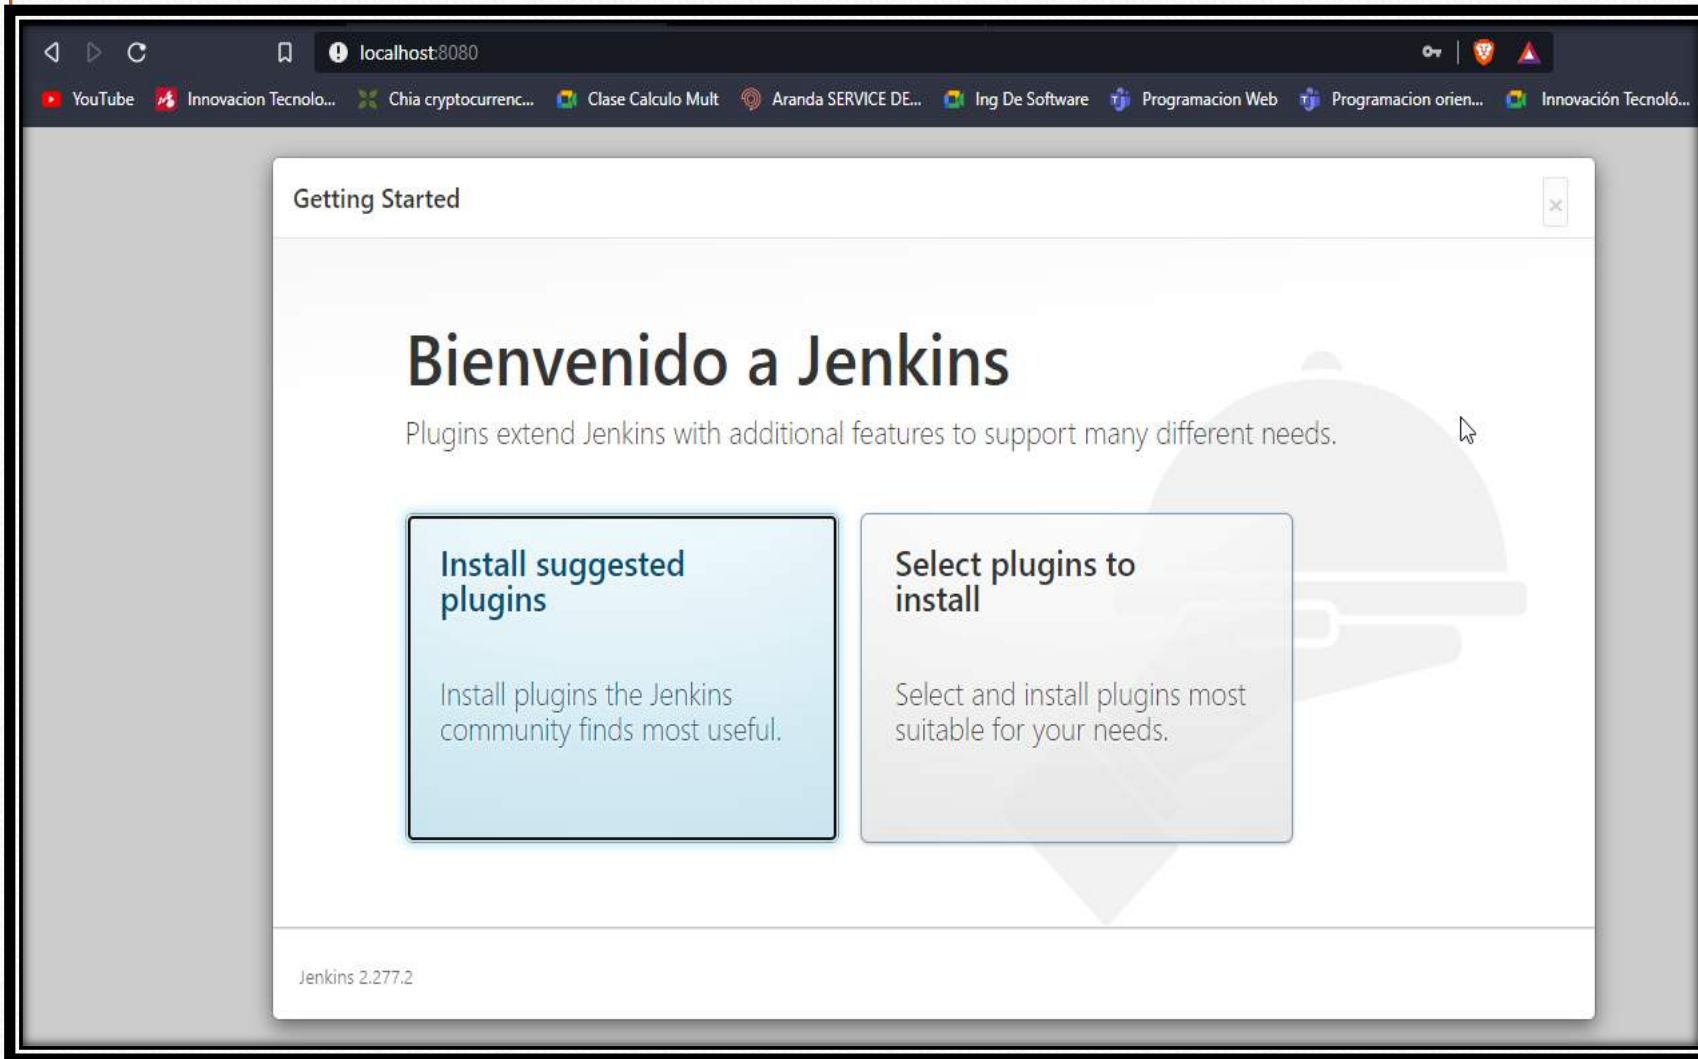 localhost:8080
YouTube Innovacion Tecnolo... Chia cryptocurrenc... Clase Calculo Mult Aranda SERVICE DE... Ing De Software Programacion Web Programacion orien... Innovación Tecnoló...
Getting Started
Bienvenido a Jenkins
Plugins extend Jenkins with additional features to support many different needs.
Install suggested
plugins
Install plugins the Jenkins
community finds most useful.
Select plugins to
install
Select and install plugins most
suitable for your needs.
Jenkins 2.277.2